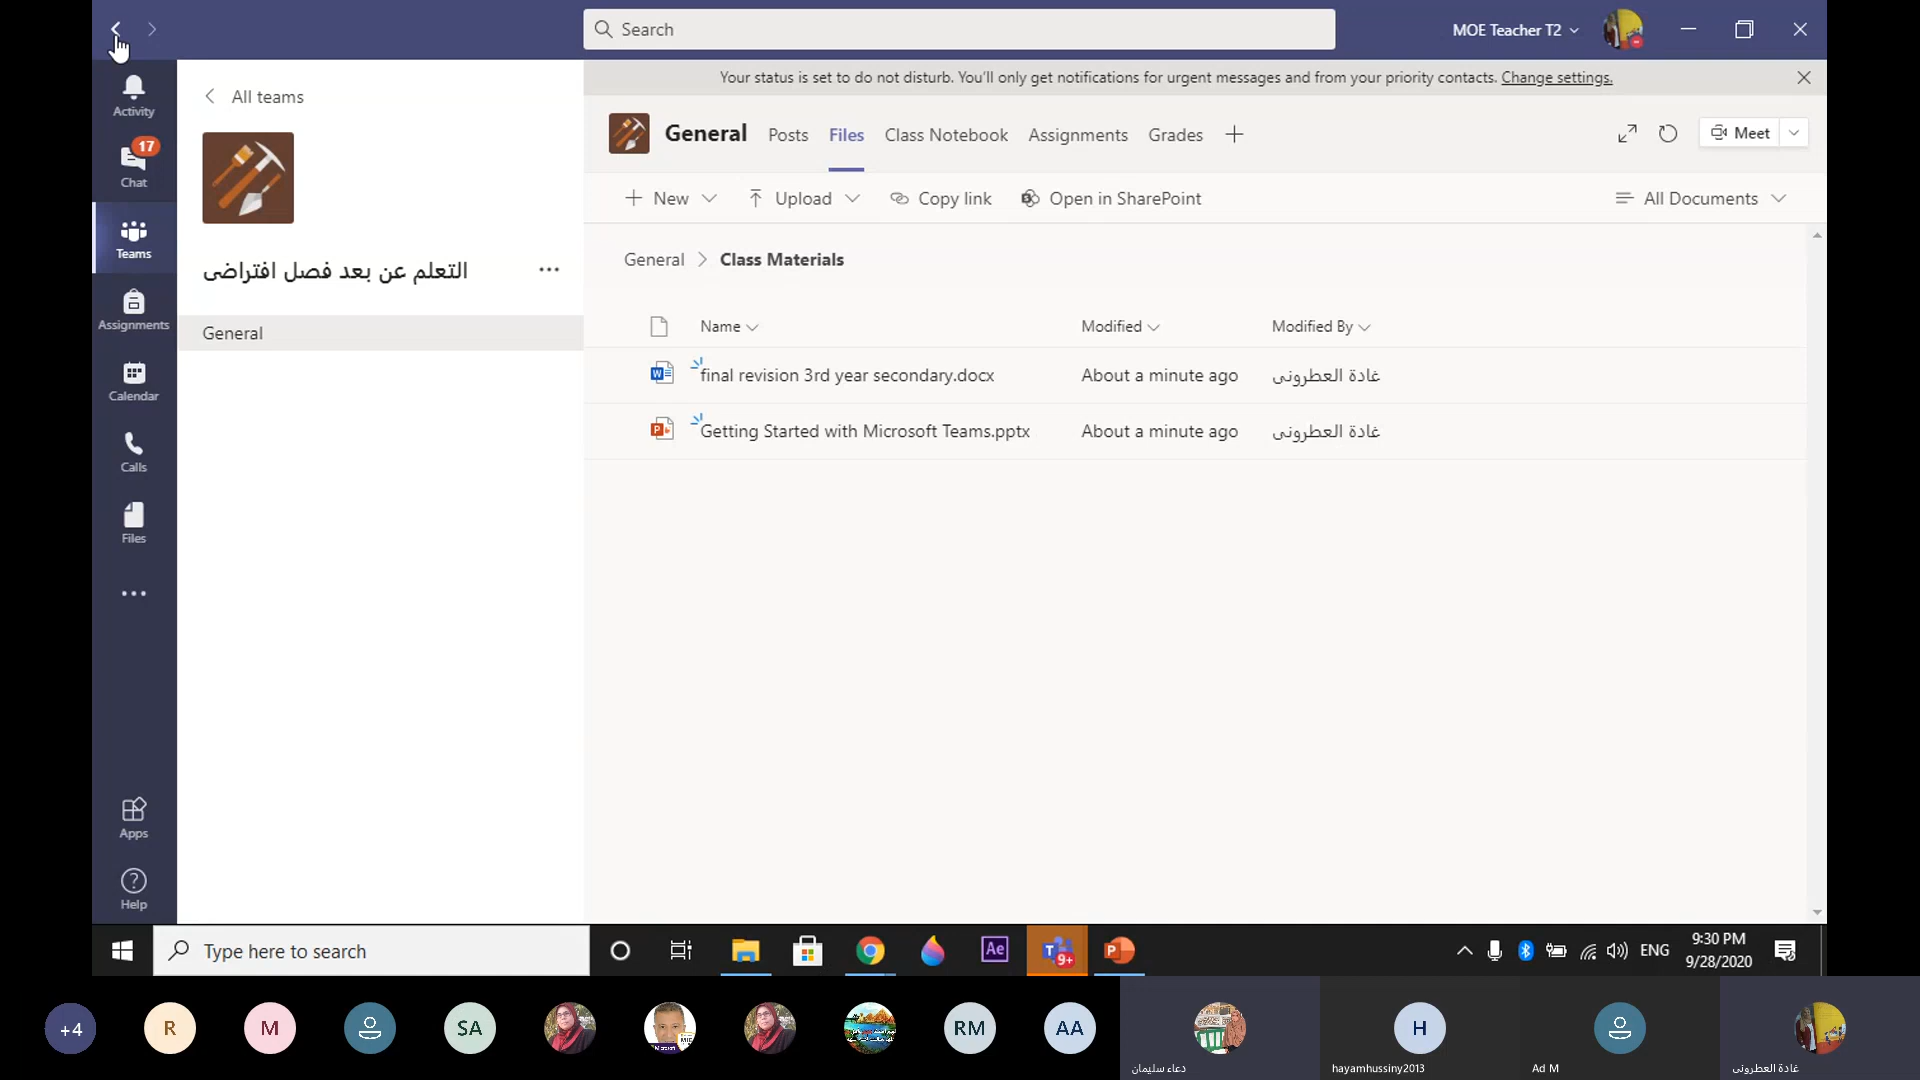 Search
MOE Teacher T2
Your status is set to do not disturb. You'll only get notifications for urgent messages and from your priority contacts. Change settings.
Activity
17
Chat
Teams
Assignments
Calendar
Calls
Files
Apps
Help
All teams
التعلم عن بعد فصل افتراضى
General
General
Posts
Files
Class Notebook
Assignments
Grades
Meet
New
Upload
Copy link
Open in SharePoint
All Documents
General
Class Materials
Name
Modified
Modified By
final revision 3rd year secondary.docx
About a minute ago
غادة العطرونى
Getting Started with Microsoft Teams.pptx
About a minute ago
غادة العطرونى
Type here to search
Ae
9+
ENG
9:30 PM
9/28/2020
+4
R
M
SA
RM
AA
دعاء سليمان
H
hayamhussiny2013
Ad M
غادة العطرونى